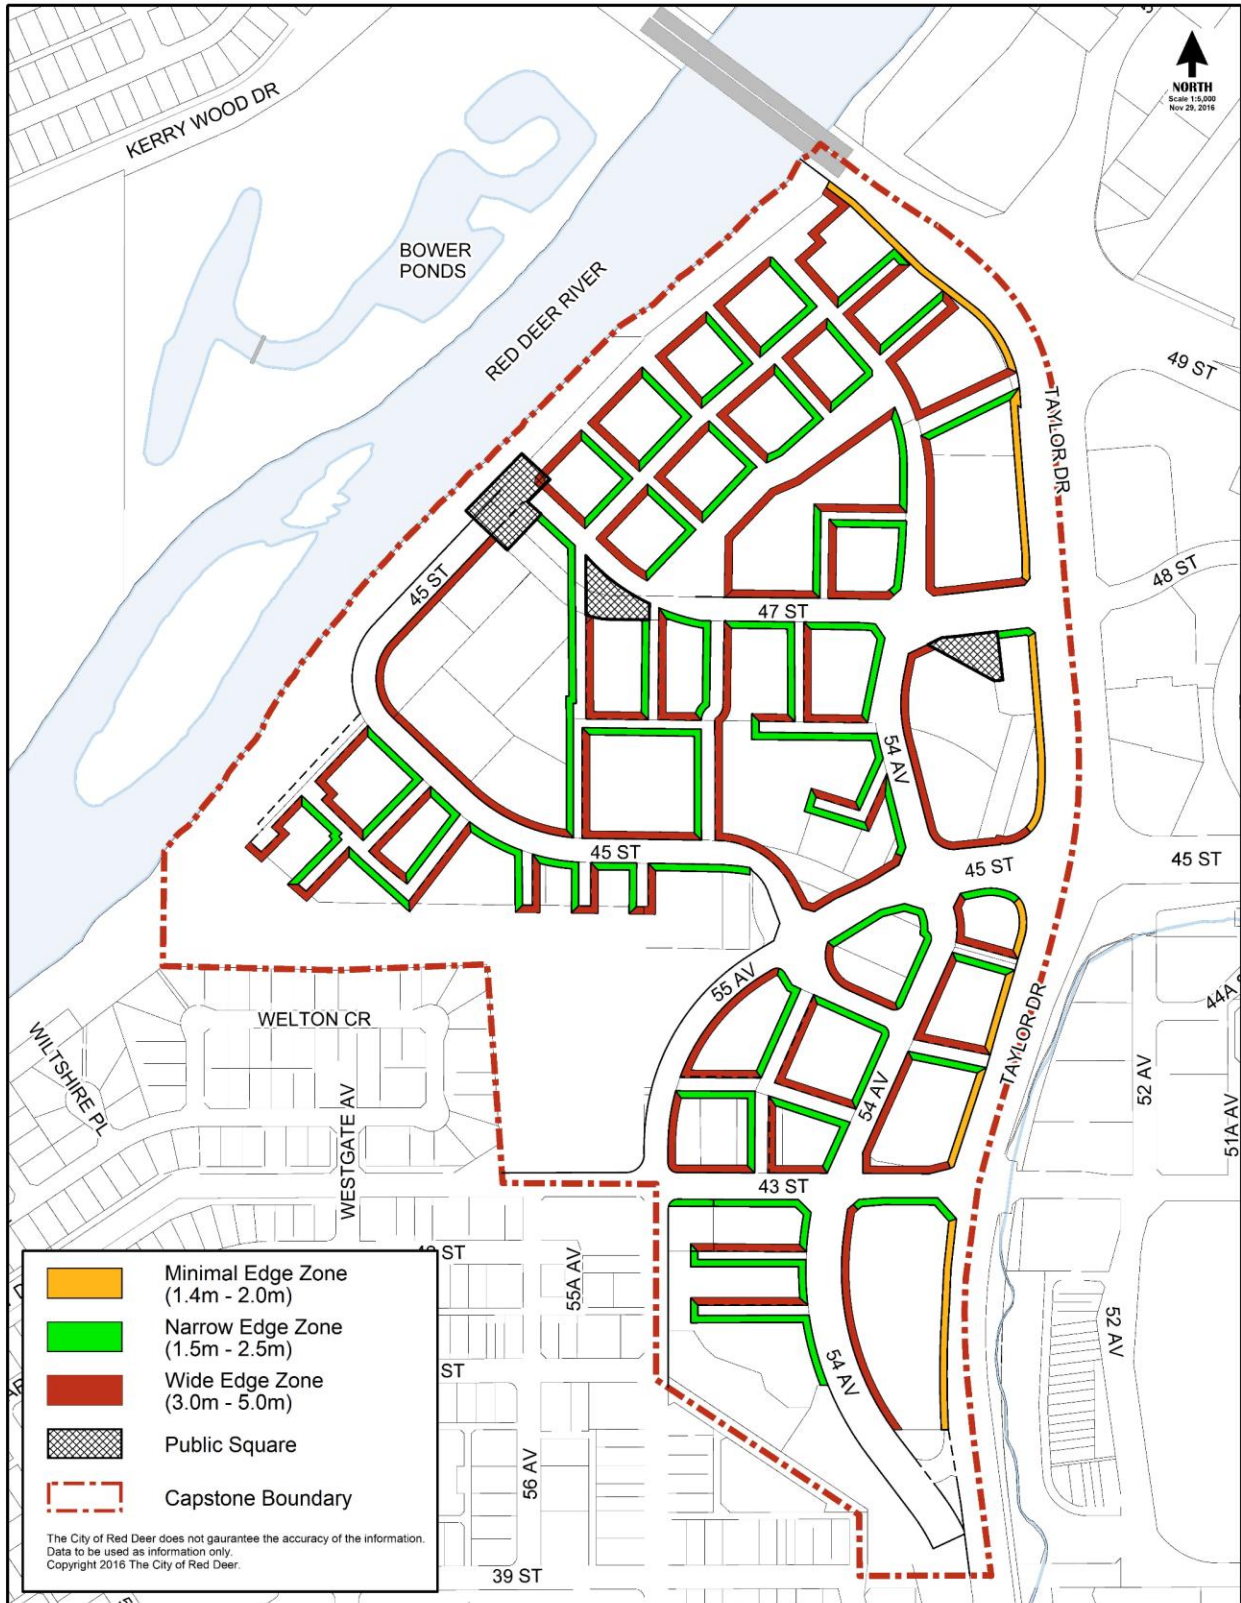 NORTH
Scale 1:5,000
Nov 29, 2016
KERRY WOOD DR
BOWER
PONDS
RED DEER RIVER
49 ST
TAYLOR DR
48 ST
45 ST
47 ST
54 AV
45 ST
45 ST
45 ST
55 AV
WELTON CR
WILTSHIRE PL
WESTGATE AV
TAYLOR DR
44A S
52 AV
51A AV
54 AV
43 ST
ST
55A AV
52 AV
54 AV
ST
56 AV
39 ST
Minimal Edge Zone
(1.4m - 2.0m)
Narrow Edge Zone
(1.5m - 2.5m)
Wide Edge Zone
(3.0m - 5.0m)
Public Square
Capstone Boundary
The City of Red Deer does not gaurantee the accuracy of the information.
Data to be used as information only.
Copyright 2016 The City of Red Deer.